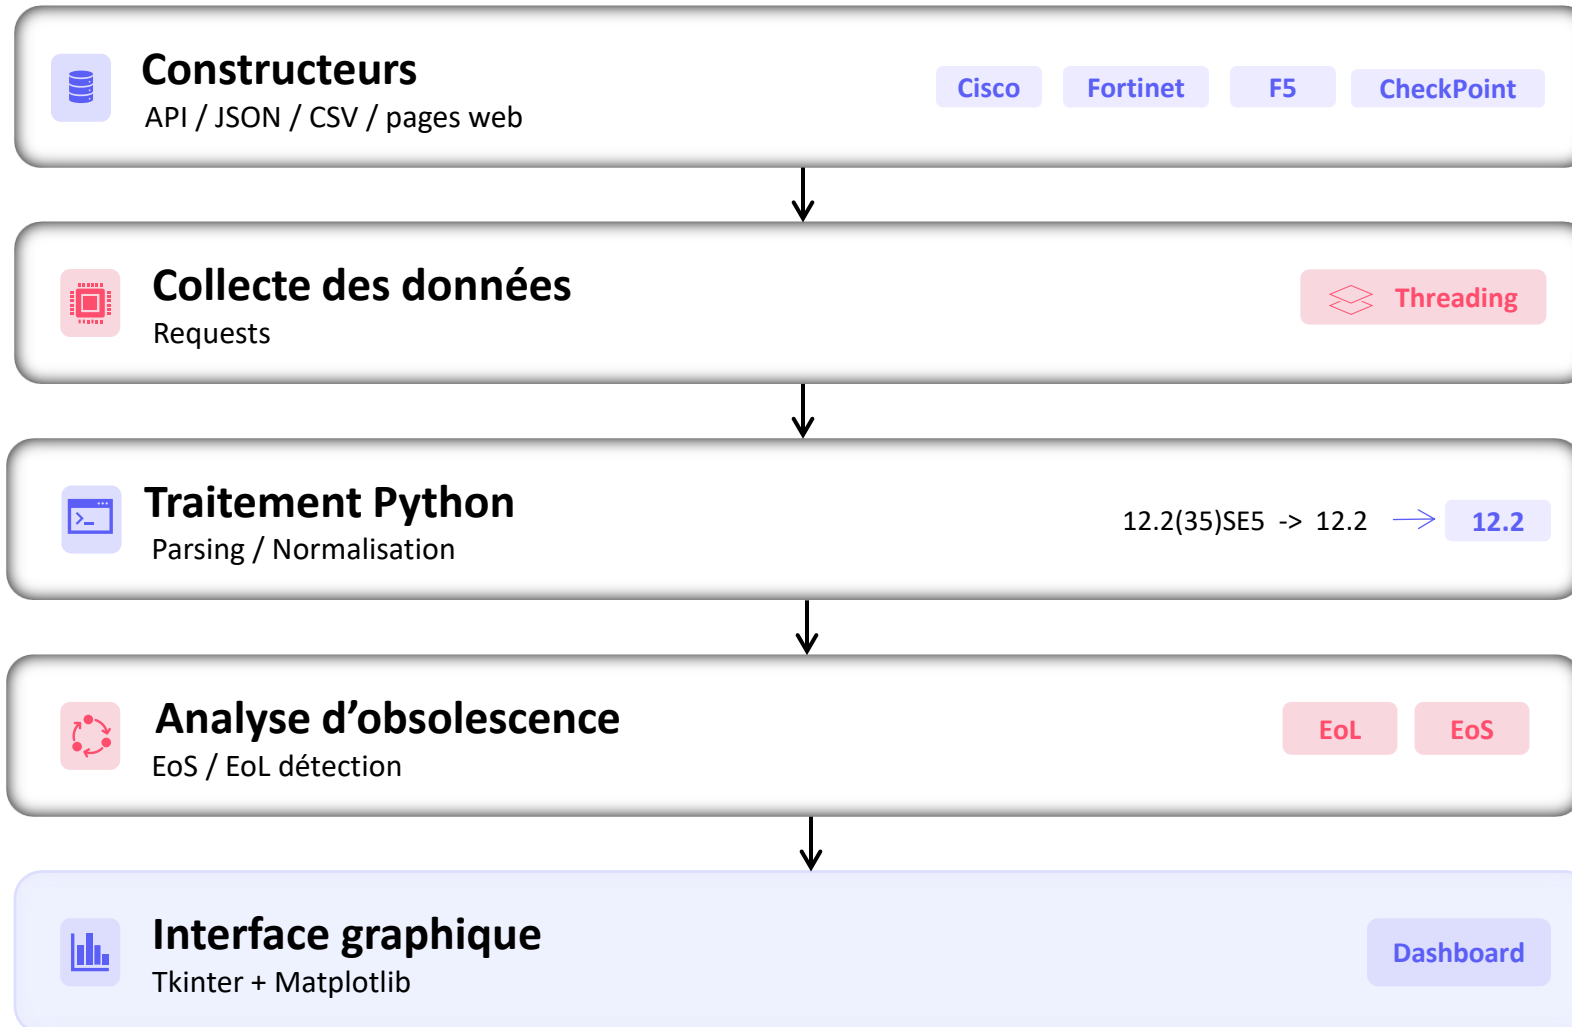 Constructeurs
API / JSON / CSV / pages web
Cisco
Fortinet
F5
CheckPoint
Collecte des données
Requests
Threading
Traitement Python
Parsing / Normalisation
12.2(35)SE5 -> 12.2
12.2
Analyse d’obsolescence
EoS / EoL détection
EoL
EoS
Interface graphique
Tkinter + Matplotlib
Dashboard